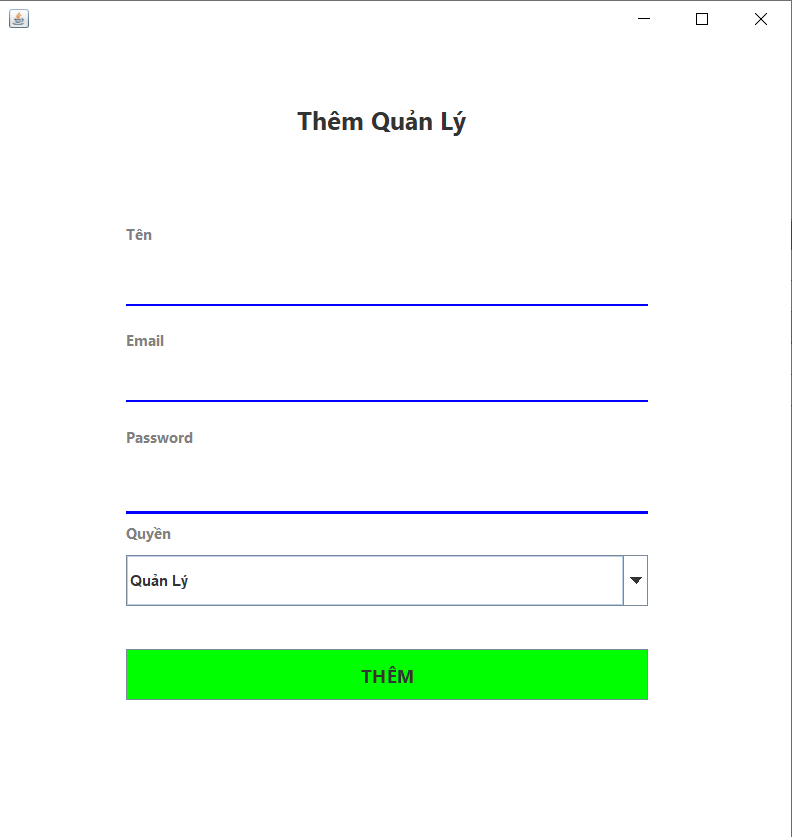 Thêm Quản Lý
Tên
Email
Password
Quyền
Quản Lý
THÊM